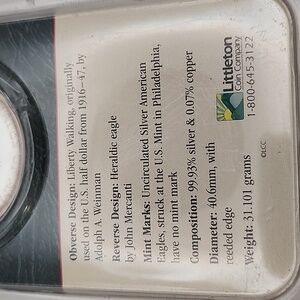 Obverse Design: Liberty Walking, originally
used on the U.S. half dollar from 1916–47, by
Adolph A. Weinman
Reverse Design: Heraldic eagle
by John Mercanti
Mint Marks: Uncirculated Silver American
Eagles, struck at the U.S. Mint in Philadelphia,
have no mint mark
Composition: 99.93% silver & 0.07% copper
Diameter: 40.6mm, with
reeded edge
Weight: 31.101 grams
Littleton
Coin Company
1-800-645-3122
©LCC